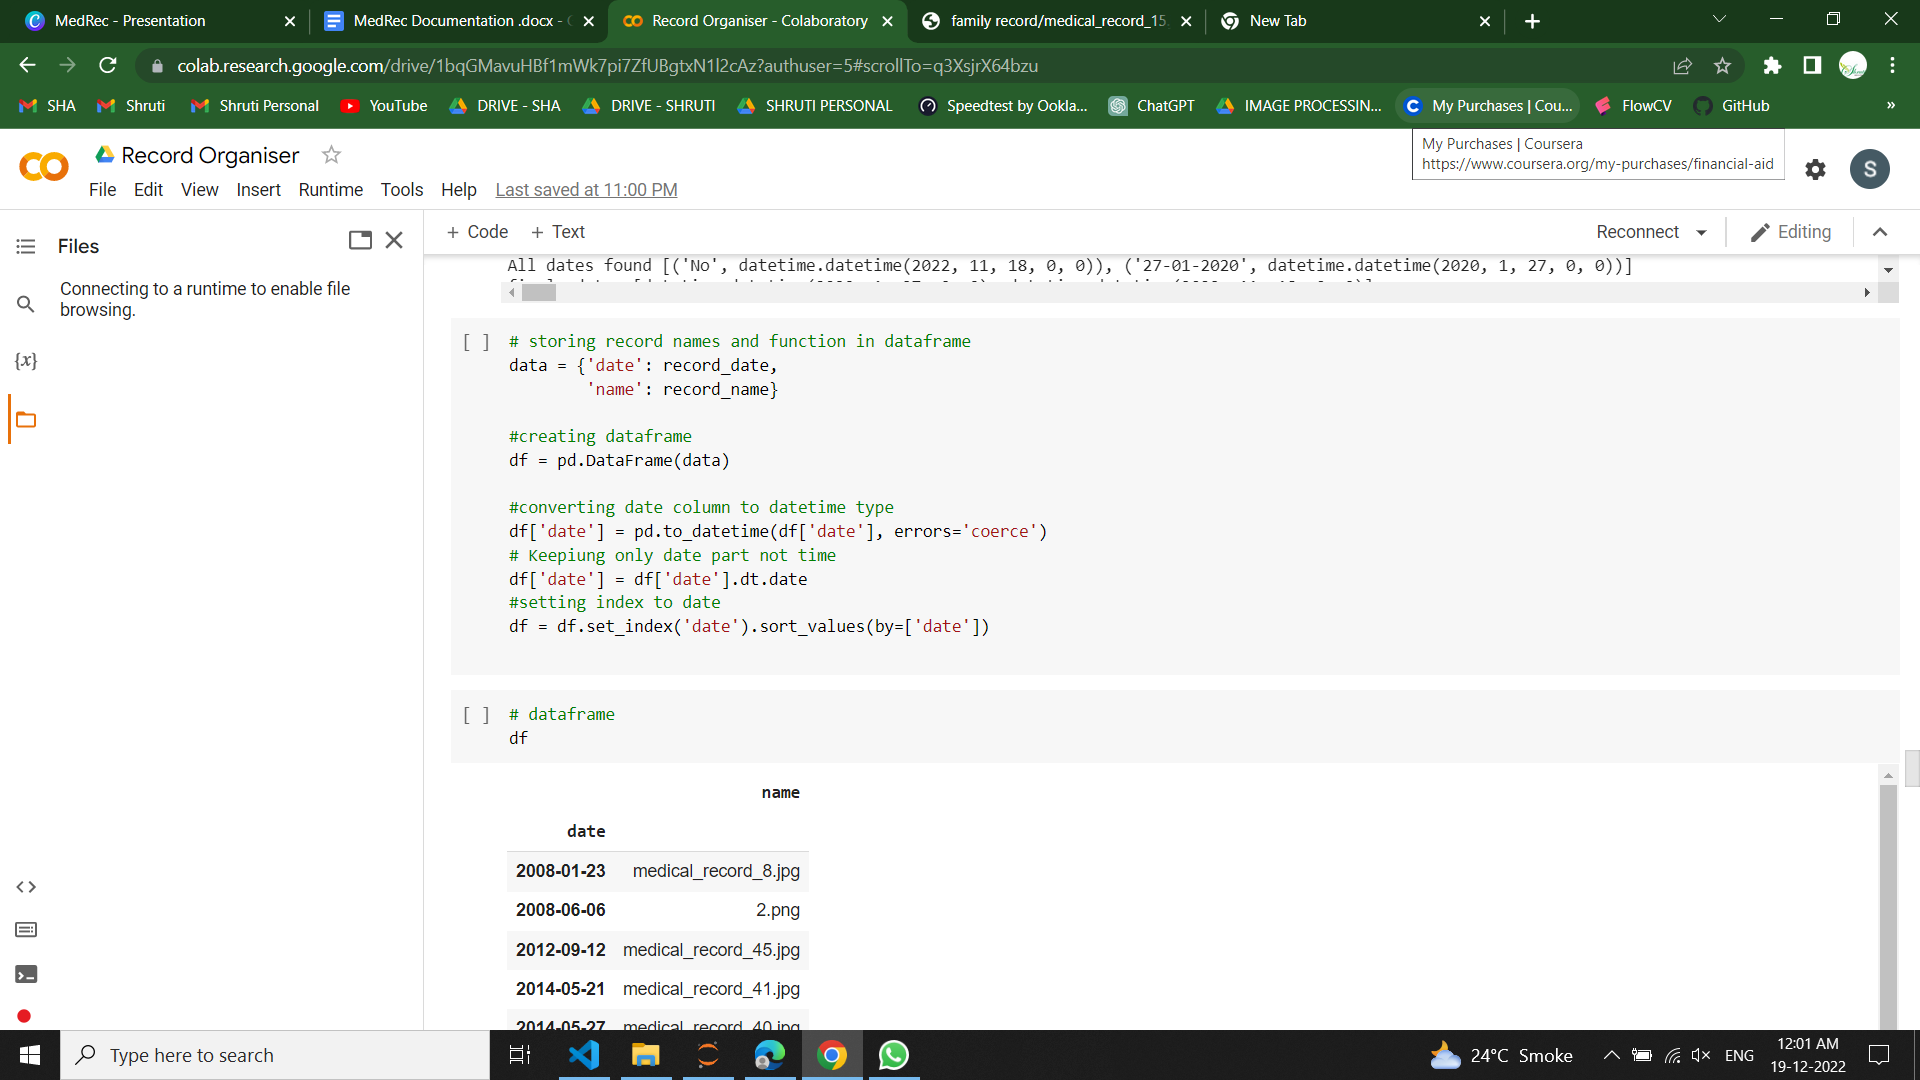 MedRec - Presentation
MedRec Documentation .docx -
Record Organiser - Colaboratory
family record/medical_record_15
New Tab
colab.research.google.com/drive/1bqGMavuHBf1mWk7pi7ZfUBgtxN1l2cAz?authuser=5#scrollTo=q3XsjrX64bzu
SHA
Shruti
Shruti Personal
YouTube
DRIVE - SHA
DRIVE - SHRUTI
SHRUTI PERSONAL
Speedtest by Ookla...
ChatGPT
IMAGE PROCESSIN...
My Purchases | Cou...
FlowCV
GitHub
»
My Purchases | Coursera
https://www.coursera.org/my-purchases/financial-aid
Record Organiser
S
File Edit View Insert Runtime Tools Help Last saved at 11:00 PM
Files
Connecting to a runtime to enable file
browsing.
{x}
+ Code + Text
Reconnect
Editing
All dates found [('No', datetime.datetime(2022, 11, 18, 0, 0)), ('27-01-2020', datetime.datetime(2020, 1, 27, 0, 0))]
[ ] # storing record names and function in dataframe
data = {'date': record_date,
'name': record_name}
#creating dataframe
df = pd.DataFrame(data)
#converting date column to datetime type
df['date'] = pd.to_datetime(df['date'], errors='coerce')
# Keepiung only date part not time
df['date'] = df['date'].dt.date
#setting index to date
df = df.set_index('date').sort_values(by=['date'])
[ ] # dataframe
df
name
date
2008-01-23 medical_record_8.jpg
2008-06-06 2.png
2012-09-12 medical_record_45.jpg
2014-05-21 medical_record_41.jpg
2014-05-27 medical_record_40.jpg
Type here to search
24°C Smoke
ENG
12:01 AM
19-12-2022